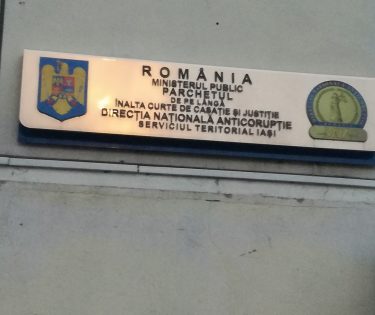 ROMÂNIA
MINISTERUL PUBLIC
PARCHETUL
DE PE LÂNGĂ
ÎNALTA CURTE DE CASAȚIE ȘI JUSTIȚIE
DIRECȚIA NAȚIONALĂ ANTICORUPȚIE
SERVICIUL TERITORIAL IAȘI